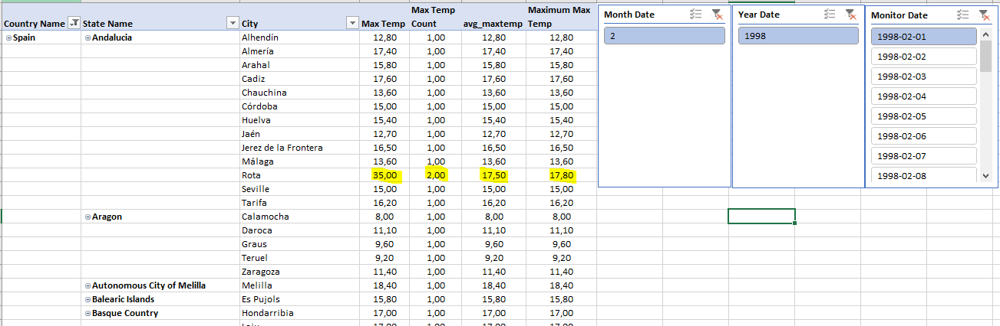 Max Temp Maximum Max
Country Name State Name City Max Temp Count avg_maxtemp Temp
Spain Andalucia Alhendín 12,80 1,00 12,80 12,80
Almería 17,40 1,00 17,40 17,40
Arahal 15,80 1,00 15,80 15,80
Cadiz 17,60 1,00 17,60 17,60
Chauchina 13,60 1,00 13,60 13,60
Córdoba 15,00 1,00 15,00 15,00
Huelva 15,40 1,00 15,40 15,40
Jaén 12,70 1,00 12,70 12,70
Jerez de la Frontera 16,50 1,00 16,50 16,50
Málaga 13,60 1,00 13,60 13,60
Rota 35,00 2,00 17,50 17,80
Seville 15,00 1,00 15,00 15,00
Tarifa 16,20 1,00 16,20 16,20
Aragon Calamocha 8,00 1,00 8,00 8,00
Daroca 11,10 1,00 11,10 11,10
Graus 9,60 1,00 9,60 9,60
Teruel 9,20 1,00 9,20 9,20
Zaragoza 11,40 1,00 11,40 11,40
Autonomous City of Melilla Melilla 18,40 1,00 18,40 18,40
Balearic Islands Es Pujols 15,80 1,00 15,80 15,80
Basque Country Hondarribia 17,00 1,00 17,00 17,00
Month Date
2
Year Date
1998
Monitor Date
1998-02-01
1998-02-02
1998-02-03
1998-02-04
1998-02-05
1998-02-06
1998-02-07
1998-02-08